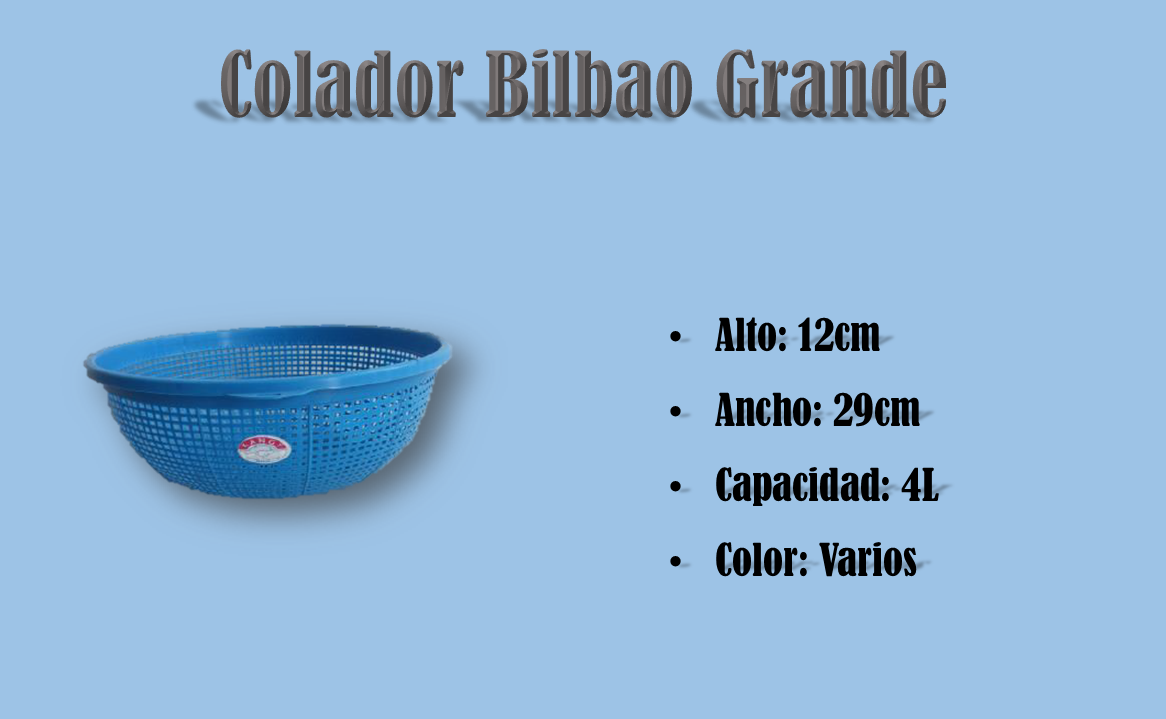 Colador Bilbao Grande
• Alto: 12cm
• Ancho: 29cm
• Capacidad: 4L
• Color: Varios